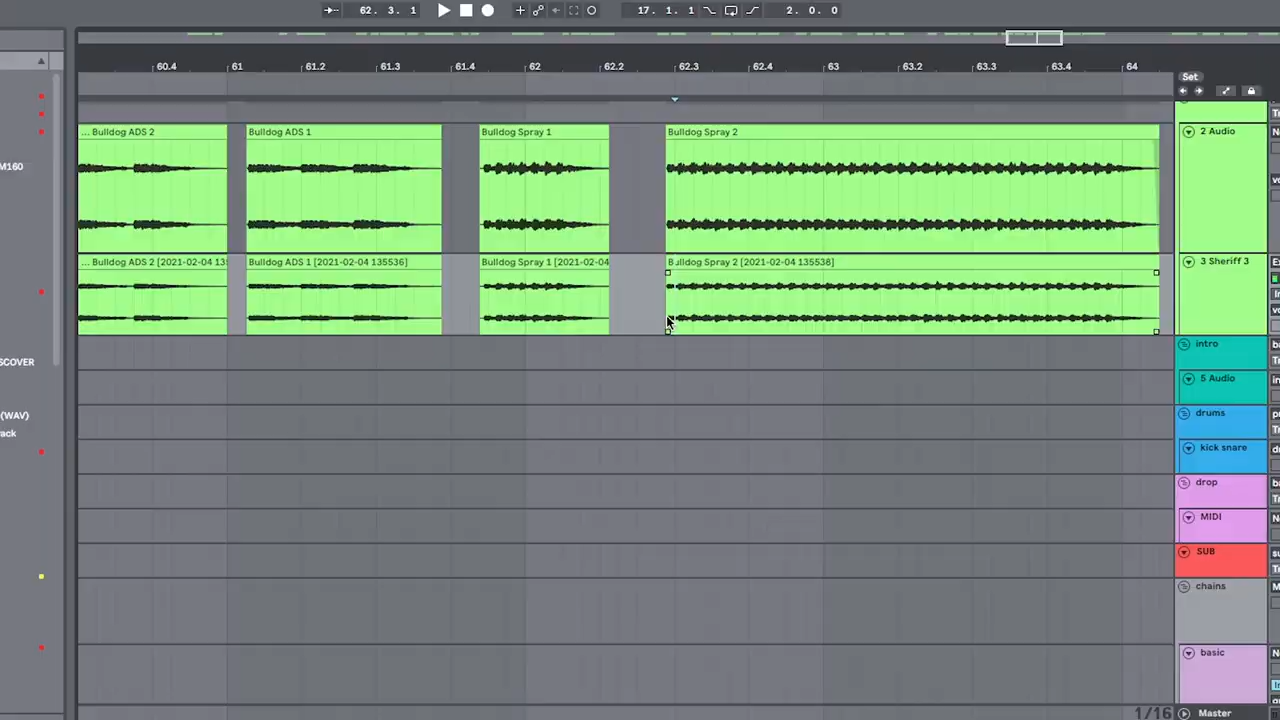 62. 3. 1
17. 1. 1
2. 0. 0
60.4 61 61.2 61.3 61.4 62 62.2 62.3 62.4 63 63.2 63.3 63.4 64
Set
... Bulldog ADS 2
Bulldog ADS 1
Bulldog Spray 1
Bulldog Spray 2
2 Audio
M160
... Bulldog ADS 2 [2021-02-04 13
Bulldog ADS 1 [2021-02-04 135536]
Bulldog Spray 1 [2021-02-04
Bulldog Spray 2 [2021-02-04 135538]
3 Sheriff 3
intro
SCOVER
5 Audio
(WAV)
drums
ack
kick snare
drop
MIDI
SUB
chains
basic
1/16
Master